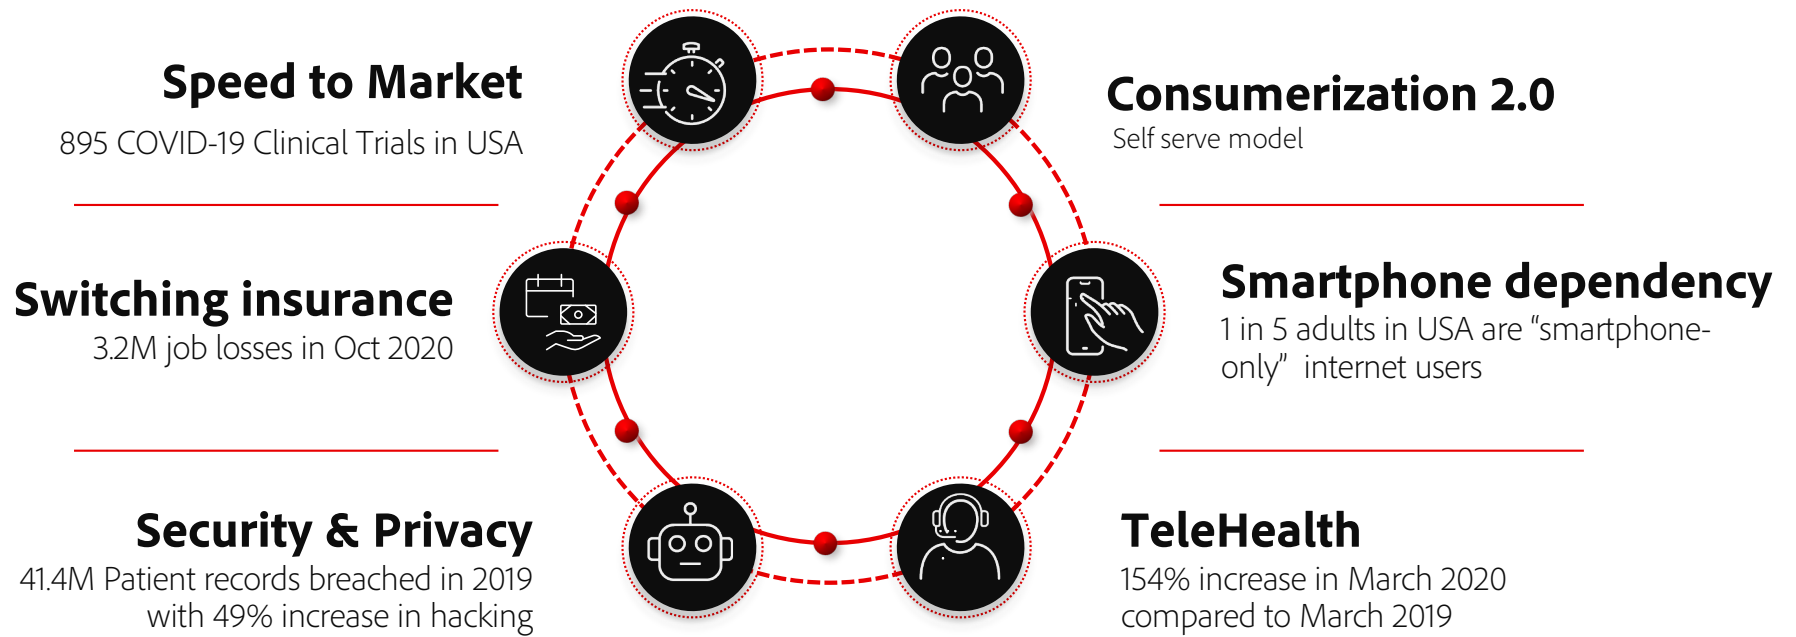 Speed to Market
895 COVID-19 Clinical Trials in USA
Switching insurance
3.2M job losses in Oct 2020
Security & Privacy
41.4M Patient records breached in 2019
with 49% increase in hacking
Consumerization 2.0
Self serve model
Smartphone dependency
1 in 5 adults in USA are “smartphone-
only”  internet users
TeleHealth
154% increase in March 2020
compared to March 2019